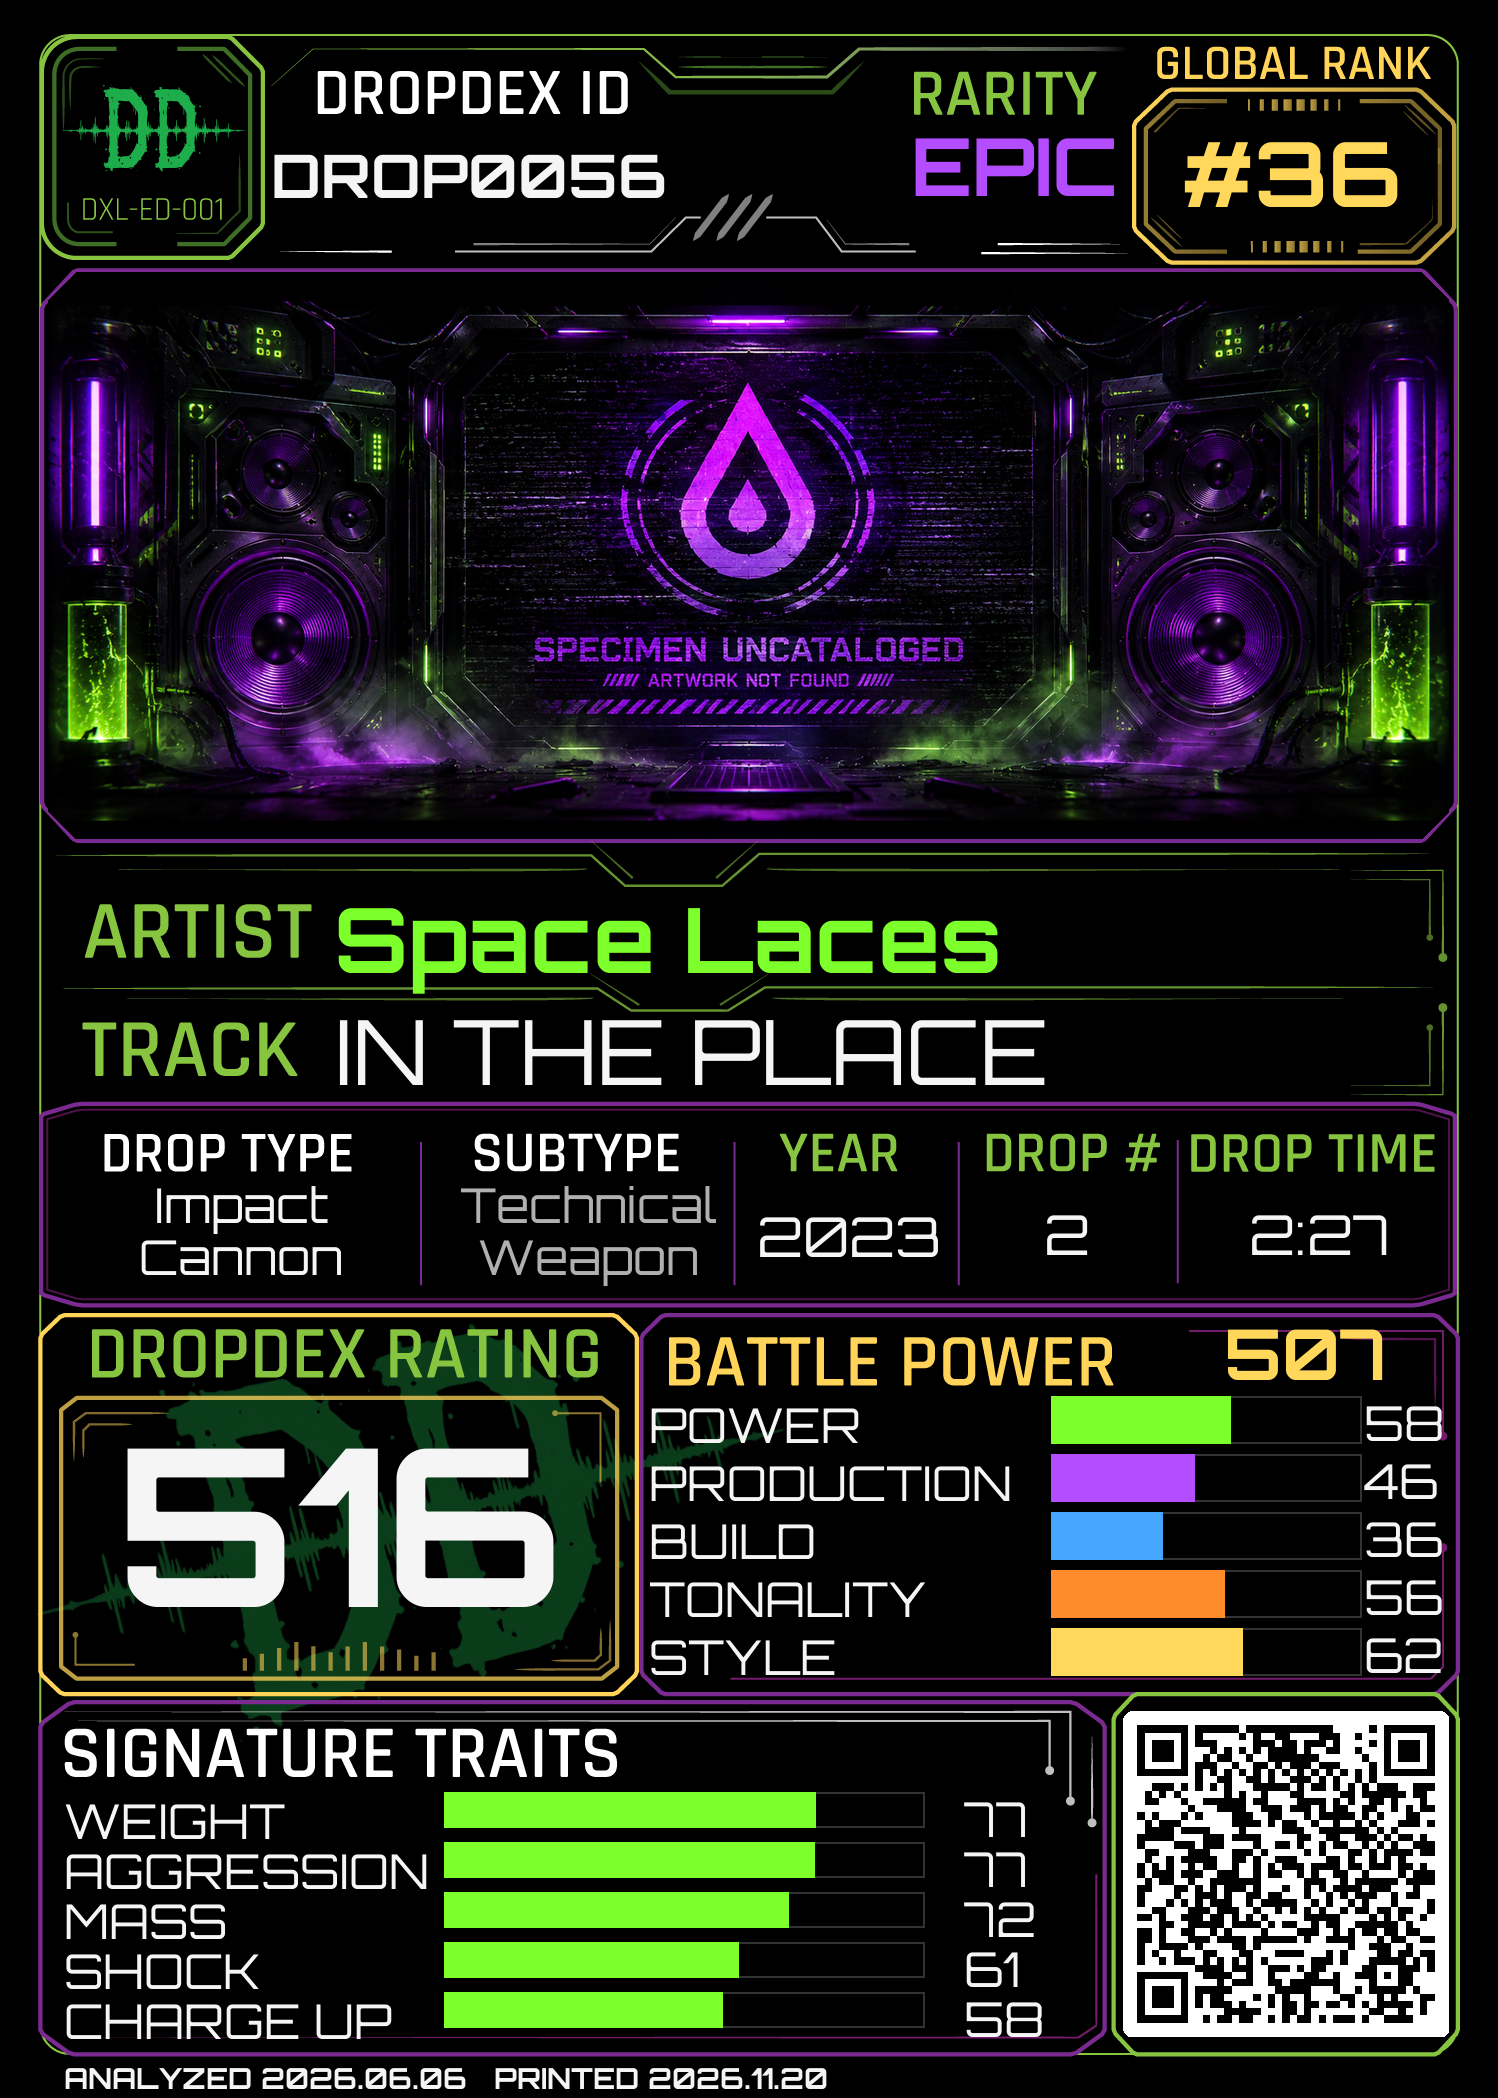 DD
DXL-ED-001
DROPDEX ID
DROP0056
RARITY
EPIC
GLOBAL RANK
#36
SPECIMEN UNCATALOGED
///// ARTWORK NOT FOUND /////
ARTIST Space Laces
TRACK IN THE PLACE
DROP TYPE
Impact
Cannon
SUBTYPE
Technical
Weapon
YEAR
2023
DROP #
2
DROP TIME
2:27
DROPDEX RATING
516
BATTLE POWER 507
POWER 58
PRODUCTION 46
BUILD 36
TONALITY 56
STYLE 62
SIGNATURE TRAITS
WEIGHT 77
AGGRESSION 77
MASS 72
SHOCK 61
CHARGE UP 58
ANALYZED 2026.06.06 PRINTED 2026.11.20